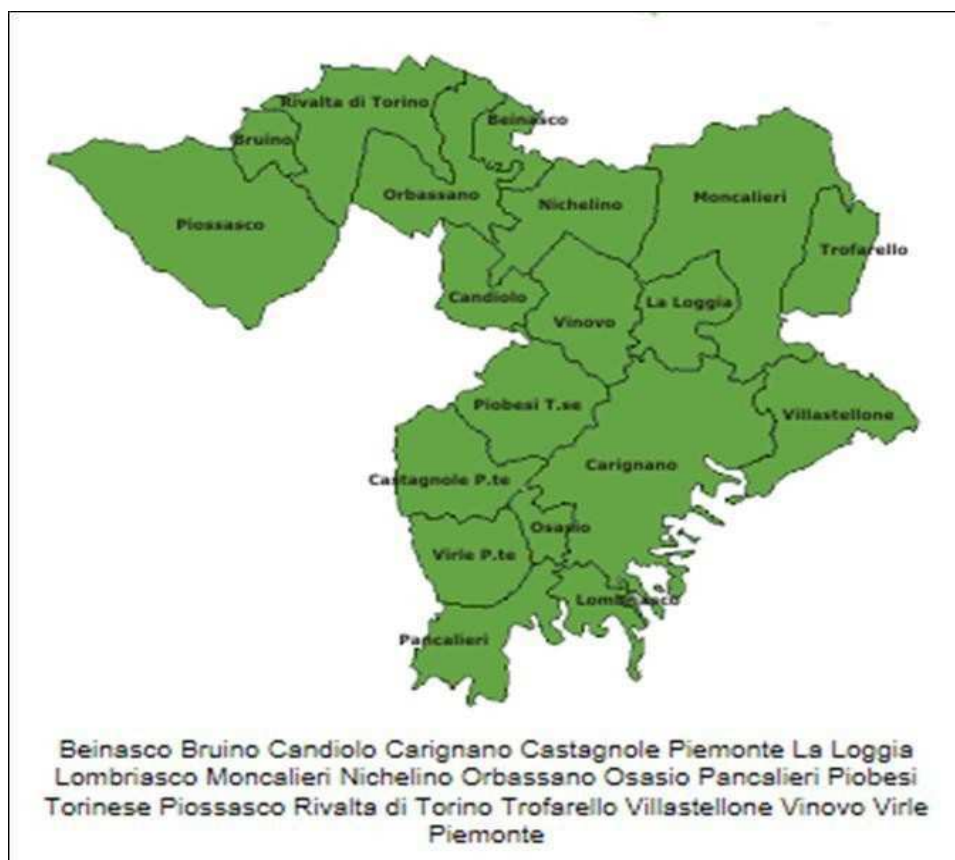 Rivalta di Torino
Beinasco
Bruino
Orbassano
Nichelino
Moncalieri
Piossasco
Trofarello
Candiolo
La Loggia
Vinovo
Piobesi T.se
Villastellone
Carignano
Castagnole P.te
Osasio
Virle P.te
Lombriasco
Pancalieri
Beinasco Bruino Candiolo Carignano Castagnole Piemonte La Loggia
Lombriasco Moncalieri Nichelino Orbassano Osasio Pancalieri Piobesi
Torinese Piossasco Rivalta di Torino Trofarello Villastellone Vinovo Virle
Piemonte